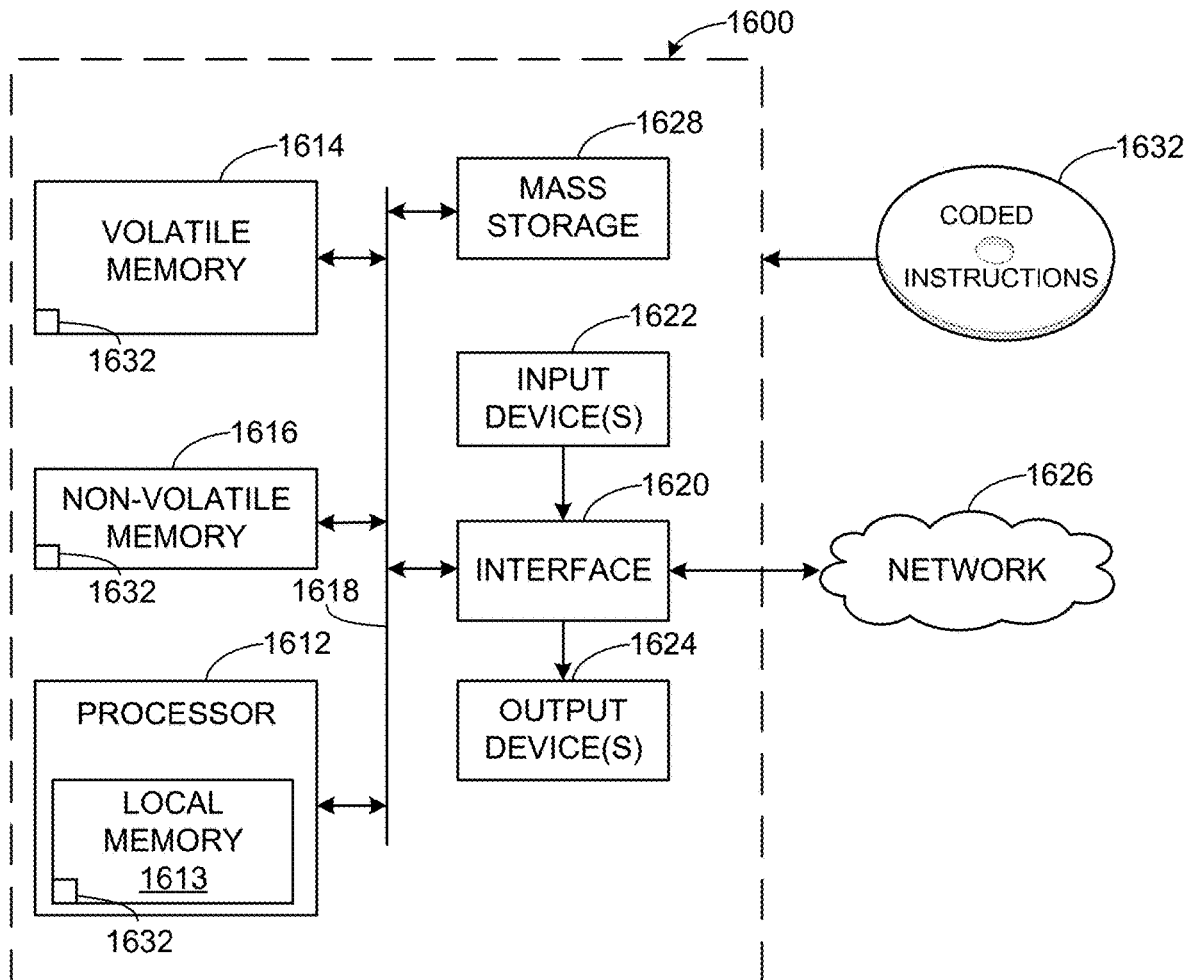 1600
1614
VOLATILE
MEMORY
1632
1628
MASS
STORAGE
1632
CODED
INSTRUCTIONS
1622
INPUT
DEVICE(S)
1616
NON-VOLATILE
MEMORY
1632
1618
1620
INTERFACE
1626
NETWORK
1612
PROCESSOR
LOCAL
MEMORY
1613
1632
1624
OUTPUT
DEVICE(S)